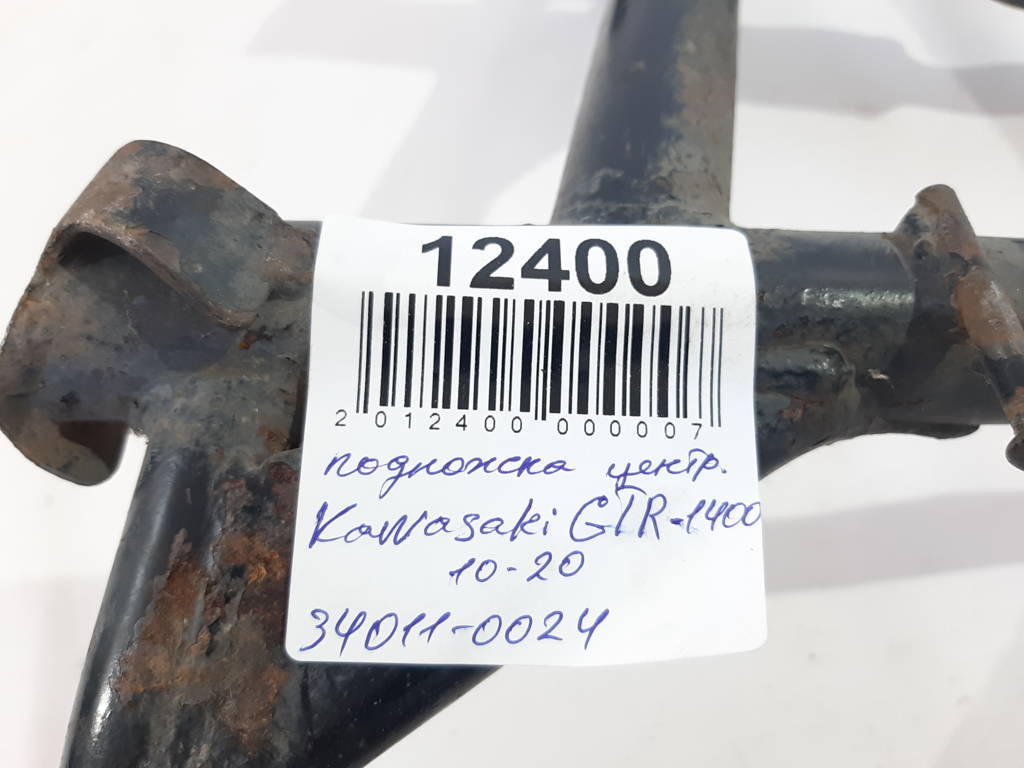 12400
2 012400 000007
подножка центр.
Kawasaki GTR-1400
10-20
34011-0024